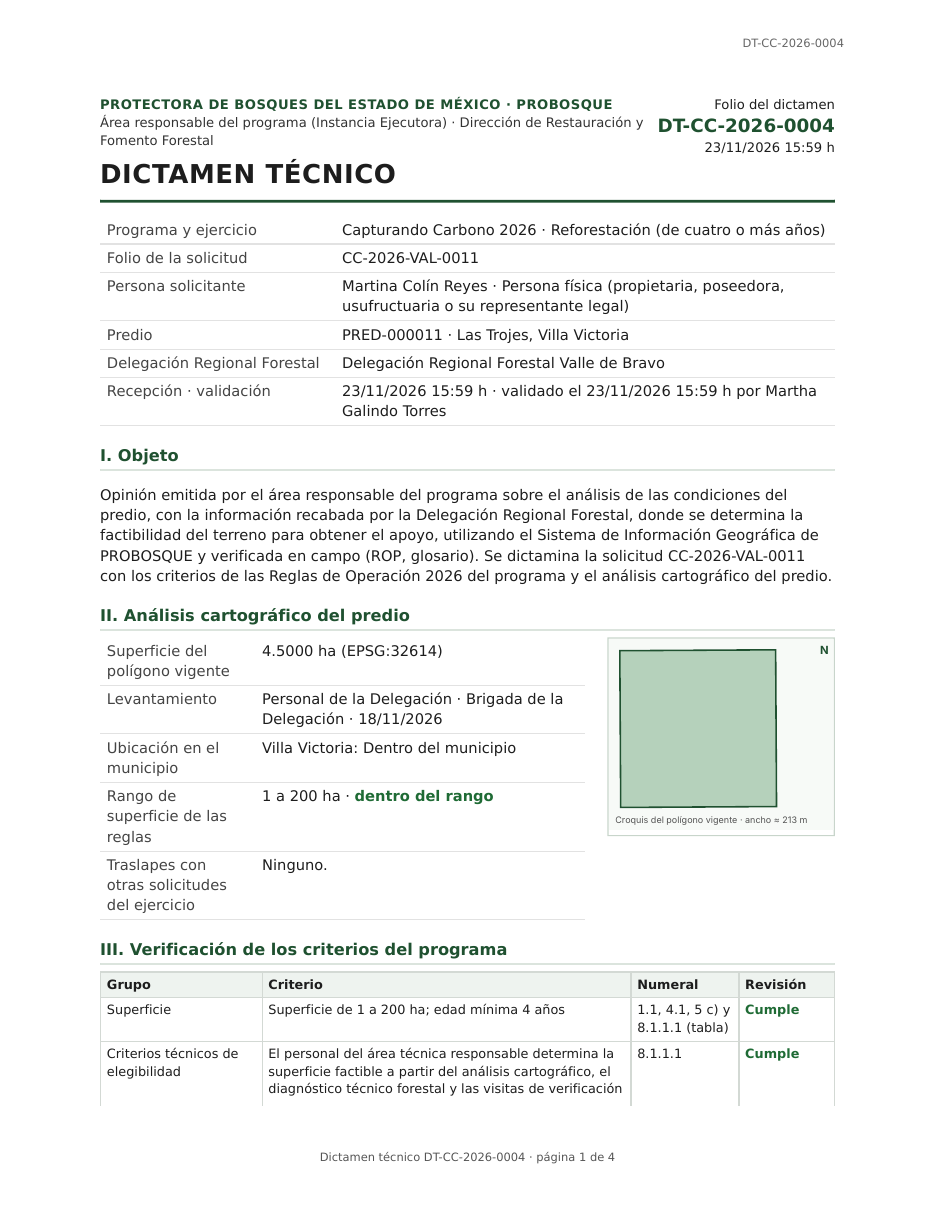 DT-CC-2026-0004
PROTECTORA DE BOSQUES DEL ESTADO DE MÉXICO · PROBOSQUE
Área responsable del programa (Instancia Ejecutora) · Dirección de Restauración y
Fomento Forestal
DICTAMEN TÉCNICO
Folio del dictamen
DT-CC-2026-0004
23/11/2026 15:59 h
Programa y ejercicio
Capturando Carbono 2026 · Reforestación (de cuatro o más años)
Folio de la solicitud
CC-2026-VAL-0011
Persona solicitante
Martina Colín Reyes · Persona física (propietaria, poseedora,
usufructuaria o su representante legal)
Predio
PRED-000011 · Las Trojes, Villa Victoria
Delegación Regional Forestal
Delegación Regional Forestal Valle de Bravo
Recepción · validación
23/11/2026 15:59 h · validado el 23/11/2026 15:59 h por Martha
Galindo Torres
I. Objeto
Opinión emitida por el área responsable del programa sobre el análisis de las condiciones del
predio, con la información recabada por la Delegación Regional Forestal, donde se determina la
factibilidad del terreno para obtener el apoyo, utilizando el Sistema de Información Geográfica de
PROBOSQUE y verificada en campo (ROP, glosario). Se dictamina la solicitud CC-2026-VAL-0011
con los criterios de las Reglas de Operación 2026 del programa y el análisis cartográfico del predio.
II. Análisis cartográfico del predio
Superficie del
polígono vigente
4.5000 ha (EPSG:32614)
Levantamiento
Personal de la Delegación · Brigada de la
Delegación · 18/11/2026
Ubicación en el
municipio
Villa Victoria: Dentro del municipio
Rango de
superficie de las
reglas
1 a 200 ha · dentro del rango
Traslapes con
otras solicitudes
del ejercicio
Ninguno.
N
Croquis del polígono vigente · ancho ≈ 213 m
III. Verificación de los criterios del programa
Grupo
Criterio
Numeral
Revisión
Superficie
Superficie de 1 a 200 ha; edad mínima 4 años
1.1, 4.1, 5 c) y
8.1.1.1 (tabla)
Cumple
Criterios técnicos de
elegibilidad
El personal del área técnica responsable determina la
superficie factible a partir del análisis cartográfico, el
diagnóstico técnico forestal y las visitas de verificación
8.1.1.1
Cumple
Dictamen técnico DT-CC-2026-0004 · página 1 de 4